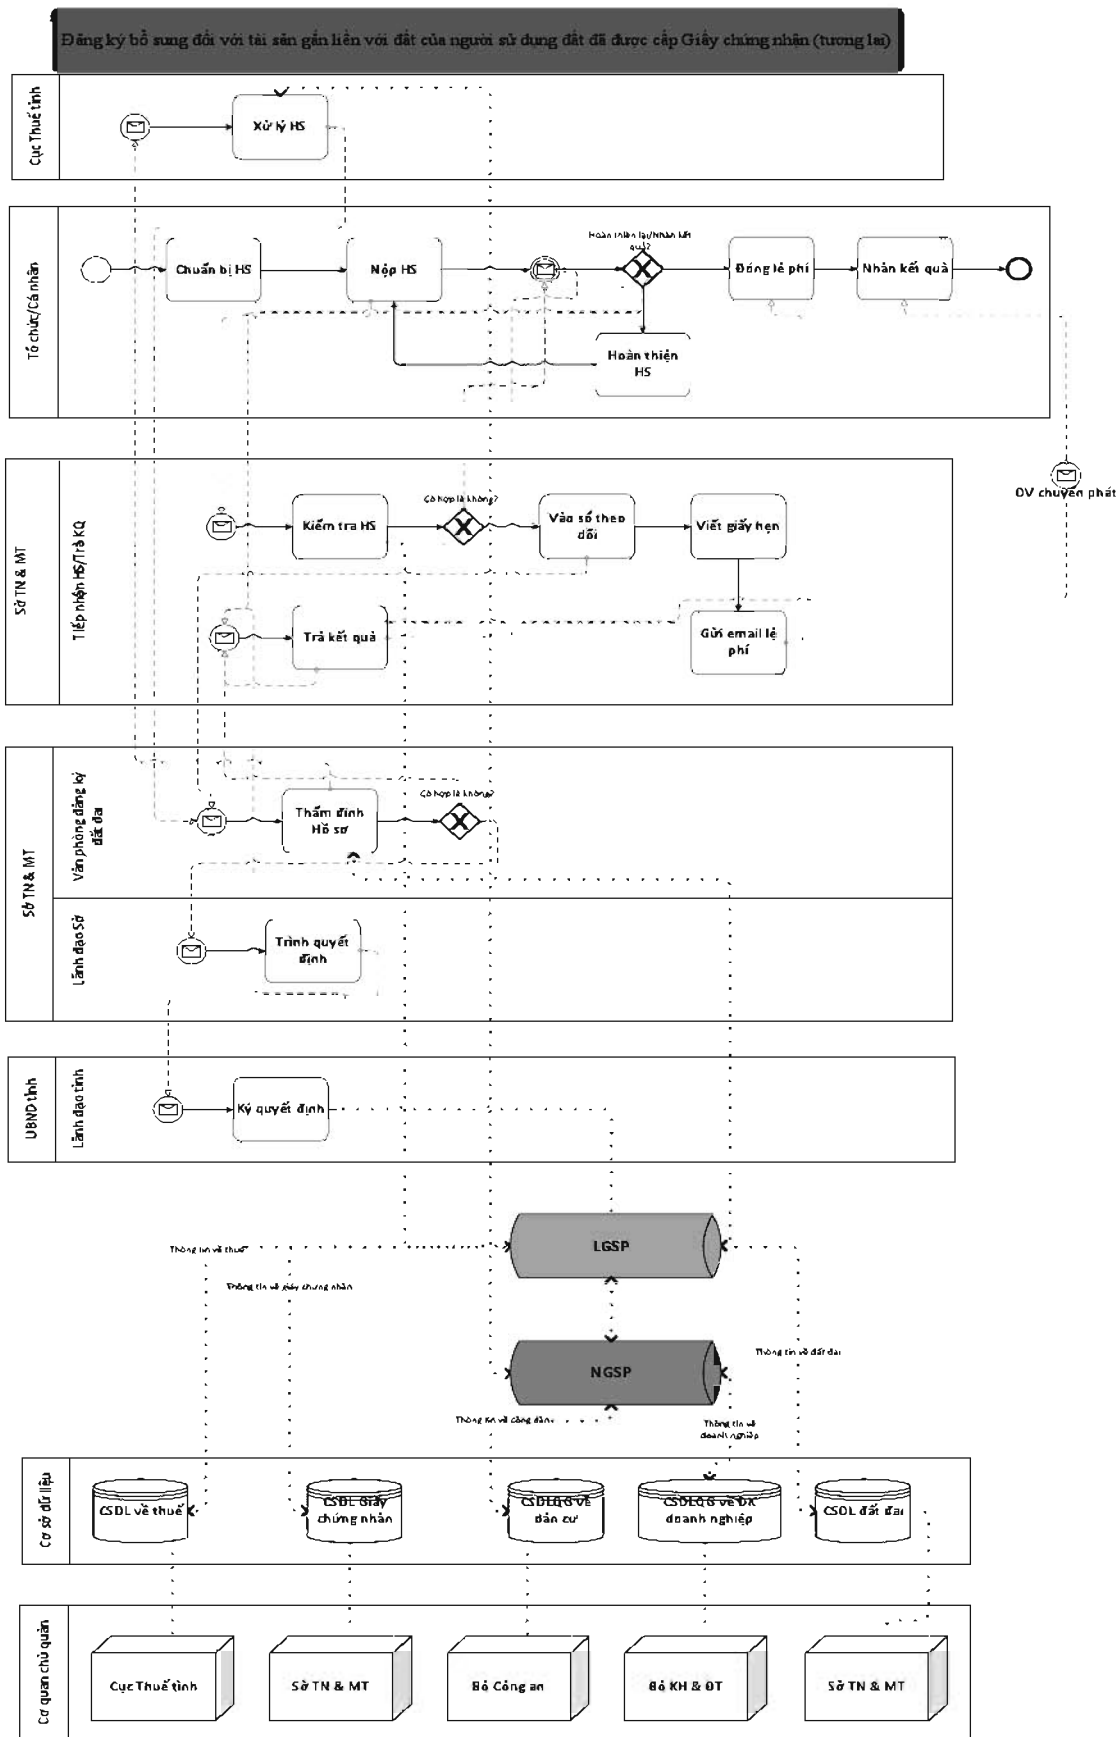 Đăng ký bổ sung đối với tài sản gắn liền với đất của người sử dụng đất đã được cấp Giấy chứng nhận (tương lai)
Cục Thuế tỉnh
Xử lý HS
Tổ chức/Cá nhân
Chuẩn bị HS
Nộp HS
Hoàn thiện lại/Nhận kết
quả?
Đóng lệ phí
Nhận kết quả
Hoàn thiện
HS
DV chuyển phát
Sở TN & MT
Tiếp nhận HS/Trả KQ
Kiểm tra HS
Có hợp lệ không?
Vào sổ theo
dõi
Viết giấy hẹn
Trả kết quả
Gửi email lệ
phí
Sở TN & MT
Văn phòng đăng ký
đất đai
Thẩm định
Hồ sơ
Có hợp lệ không?
Lãnh đạo Sở
Trình quyết
định
UBND tỉnh
Lãnh đạo tỉnh
Ký quyết định
LGSP
Thông tin về thuế
Thông tin về giấy chứng nhận
NGSP
Thông tin về đất đai
Thông tin về công dân
Thông tin về
doanh nghiệp
Cơ sở dữ liệu
CSDL về thuế
CSDL Giấy
chứng nhận
CSDLQG về
dân cư
CSDLQG về ĐK
doanh nghiệp
CSDL đất đai
Cơ quan chủ quản
Cục Thuế tỉnh
Sở TN & MT
Bộ Công an
Bộ KH & ĐT
Sở TN & MT